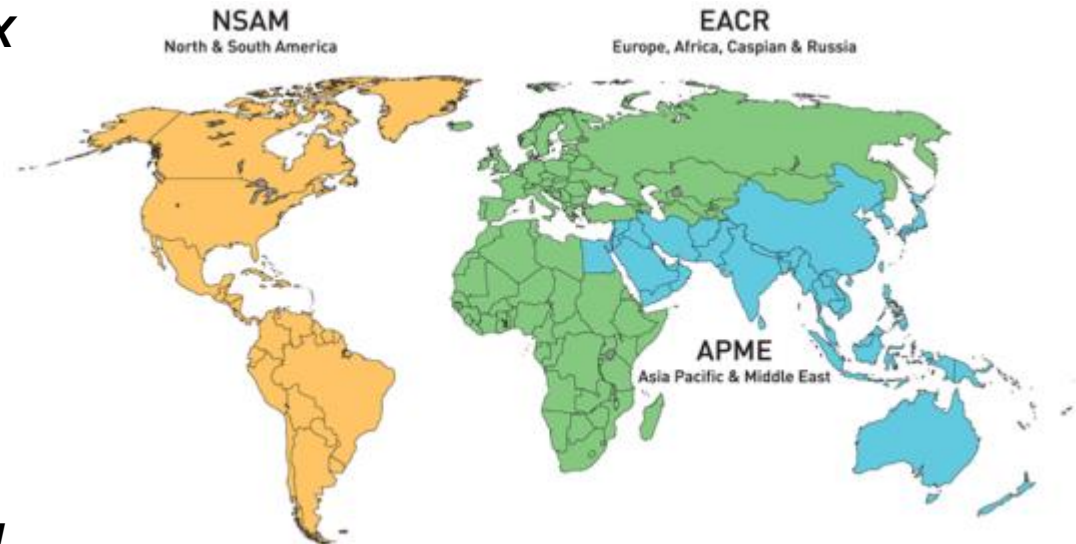 X
NSAM
North & South America
EACR
Europe, Africa, Caspian & Russia
APME
Asia Pacific & Middle East